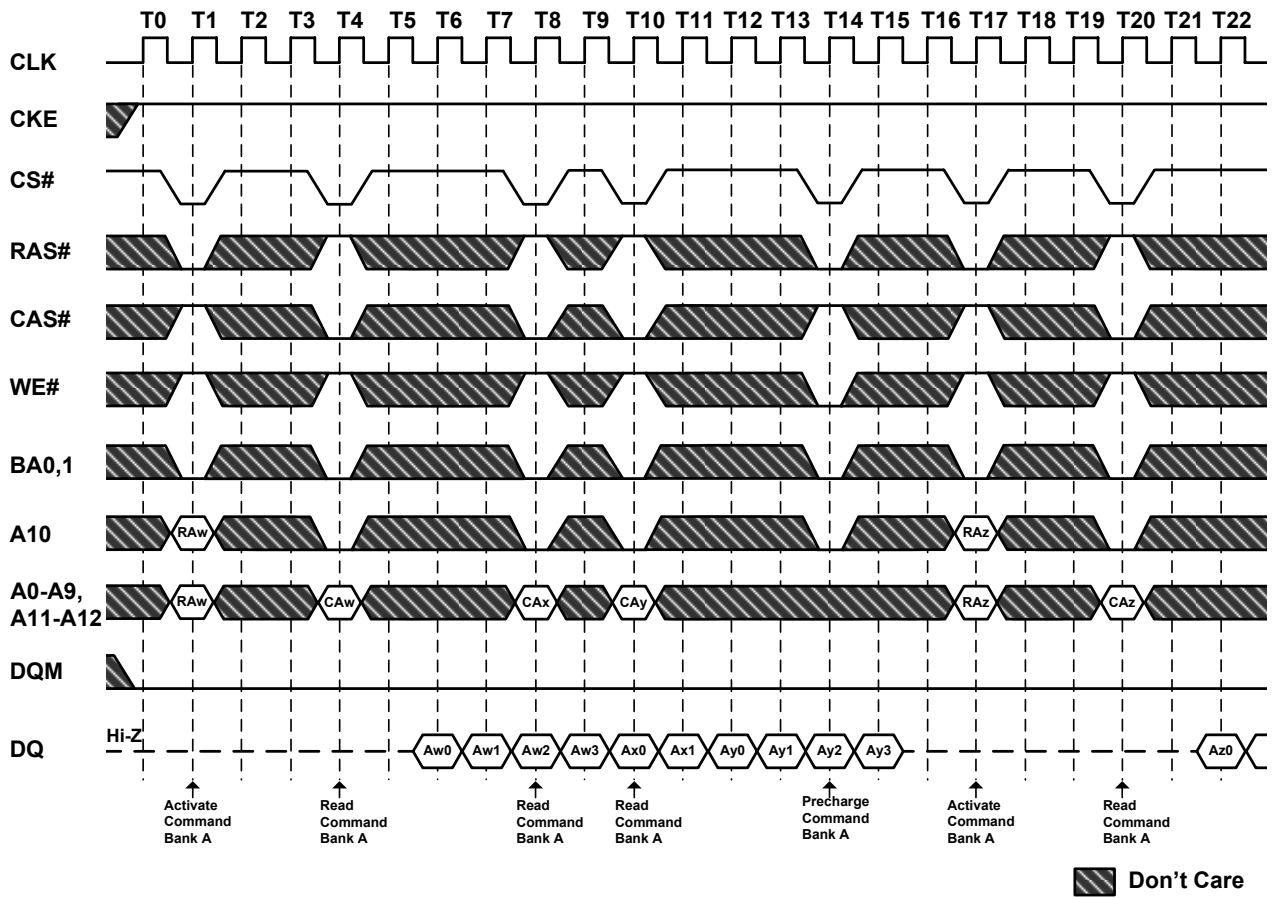 T0 T1 T2 T3 T4 T5 T6 T7 T8 T9 T10 T11 T12 T13 T14 T15 T16 T17 T18 T19 T20 T21 T22
CLK
CKE
CS#
RAS#
CAS#
WE#
BA0,1
A10
RAw RAz
A0-A9,
A11-A12
RAw CAw CAx CAy RAz CAz
DQM
DQ
Hi-Z
Aw0 Aw1 Aw2 Aw3 Ax0 Ax1 Ay0 Ay1 Ay2 Ay3 Az0
Activate
Command
Bank A
Read
Command
Bank A
Read
Command
Bank A
Read
Command
Bank A
Precharge
Command
Bank A
Activate
Command
Bank A
Read
Command
Bank A
Don't Care